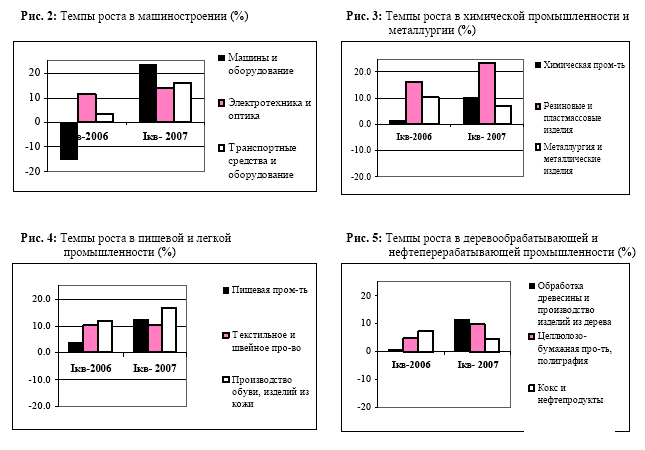 Рис. 2: Темпы роста в машиностроении (%)
20
10
0
-10
-20
Iкв-2006
Iкв- 2007
Машины и
оборудование
Электротехника и
оптика
Транспортные
средства и
оборудование
Рис. 3: Темпы роста в химической промышленности и
металлургии (%)
20.0
10.0
0.0
-10.0
-20.0
Iкв-2006
Iкв- 2007
Химическая пром-ть
Резиновые и
пластмассовые
изделия
Металлургия и
металлические
изделия
Рис. 4: Темпы роста в пищевой и легкой
промышленности (%)
20.0
10.0
0.0
-10.0
-20.0
Iкв-2006
Iкв- 2007
Пищевая пром-ть
Текстильное и
швейное про-во
Производство
обуви, изделий из
кожи
Рис. 5: Темпы роста в деревообрабатывающей и
нефтеперерабатывающей промышленности (%)
20
10
0
-10
-20
Iкв-2006
Iкв- 2007
Обработка
древесины и
производство
изделий из дерева
Целлюлозо-
бумажная про-ть,
полиграфия
Кокс и
нефтепродукты